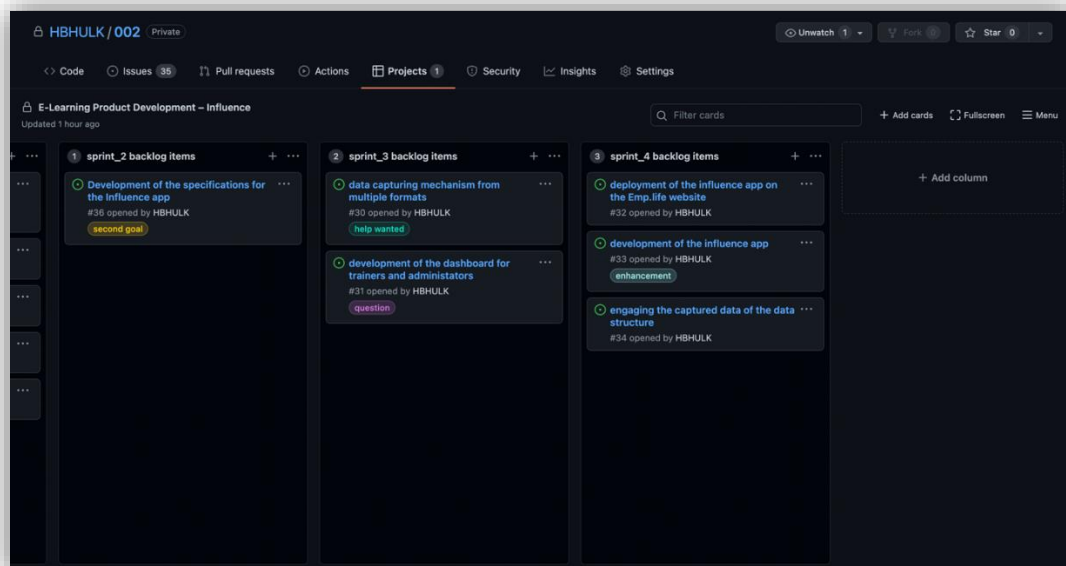 HBHULK / 002 Private
Unwatch 1 Fork 0 Star 0
Code Issues 35 Pull requests Actions Projects 1 Security Insights Settings
E-Learning Product Development – Influence
Updated 1 hour ago
Filter cards
+ Add cards Fullscreen Menu
1 sprint_2 backlog items + ...
Development of the specifications for ...
the Influence app
#36 opened by HBHULK
second goal
2 sprint_3 backlog items + ...
data capturing mechanism from ...
multiple formats
#30 opened by HBHULK
help wanted
development of the dashboard for ...
trainers and administators
#31 opened by HBHULK
question
3 sprint_4 backlog items + ...
deployment of the influence app on ...
the Emp.life website
#32 opened by HBHULK
development of the influence app ...
#33 opened by HBHULK
enhancement
engaging the captured data of the data ...
structure
#34 opened by HBHULK
+ Add column